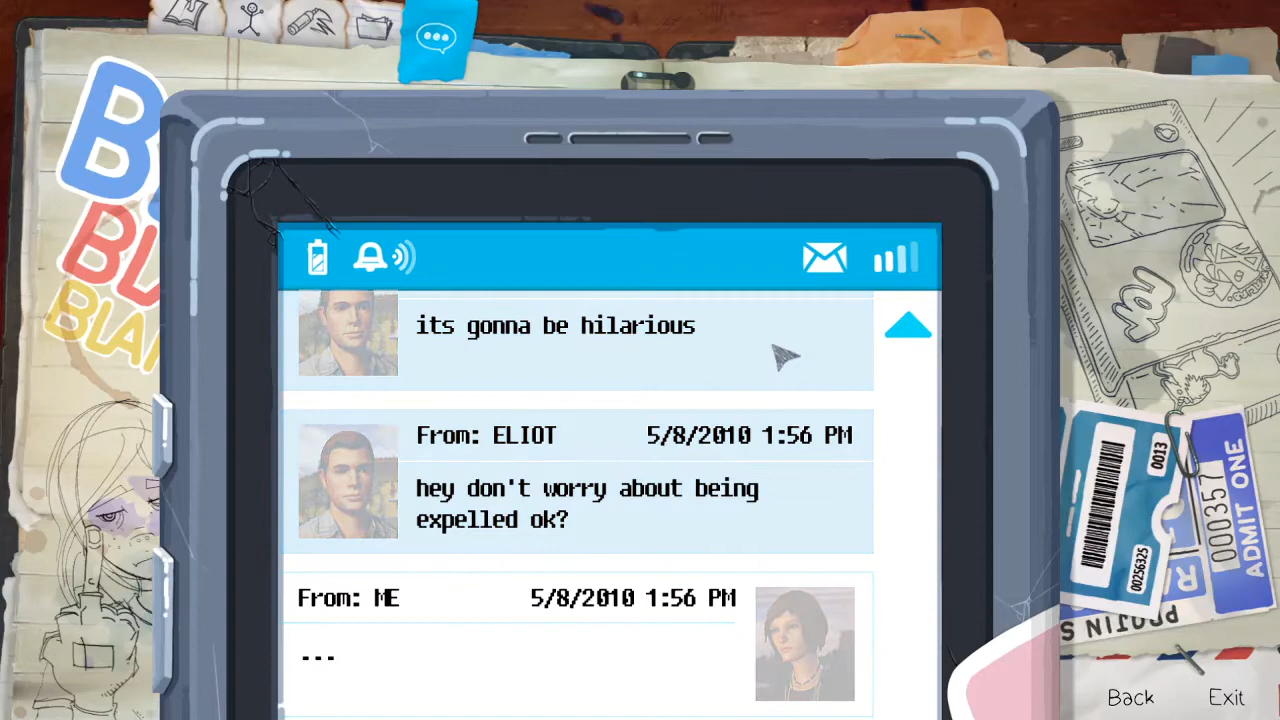 its gonna be hilarious
From: ELIOT 5/8/2010 1:56 PM
hey don't worry about being
expelled ok?
From: ME 5/8/2010 1:56 PM
---
0013
00256325
000357
ADMIT ONE
Back
Exit